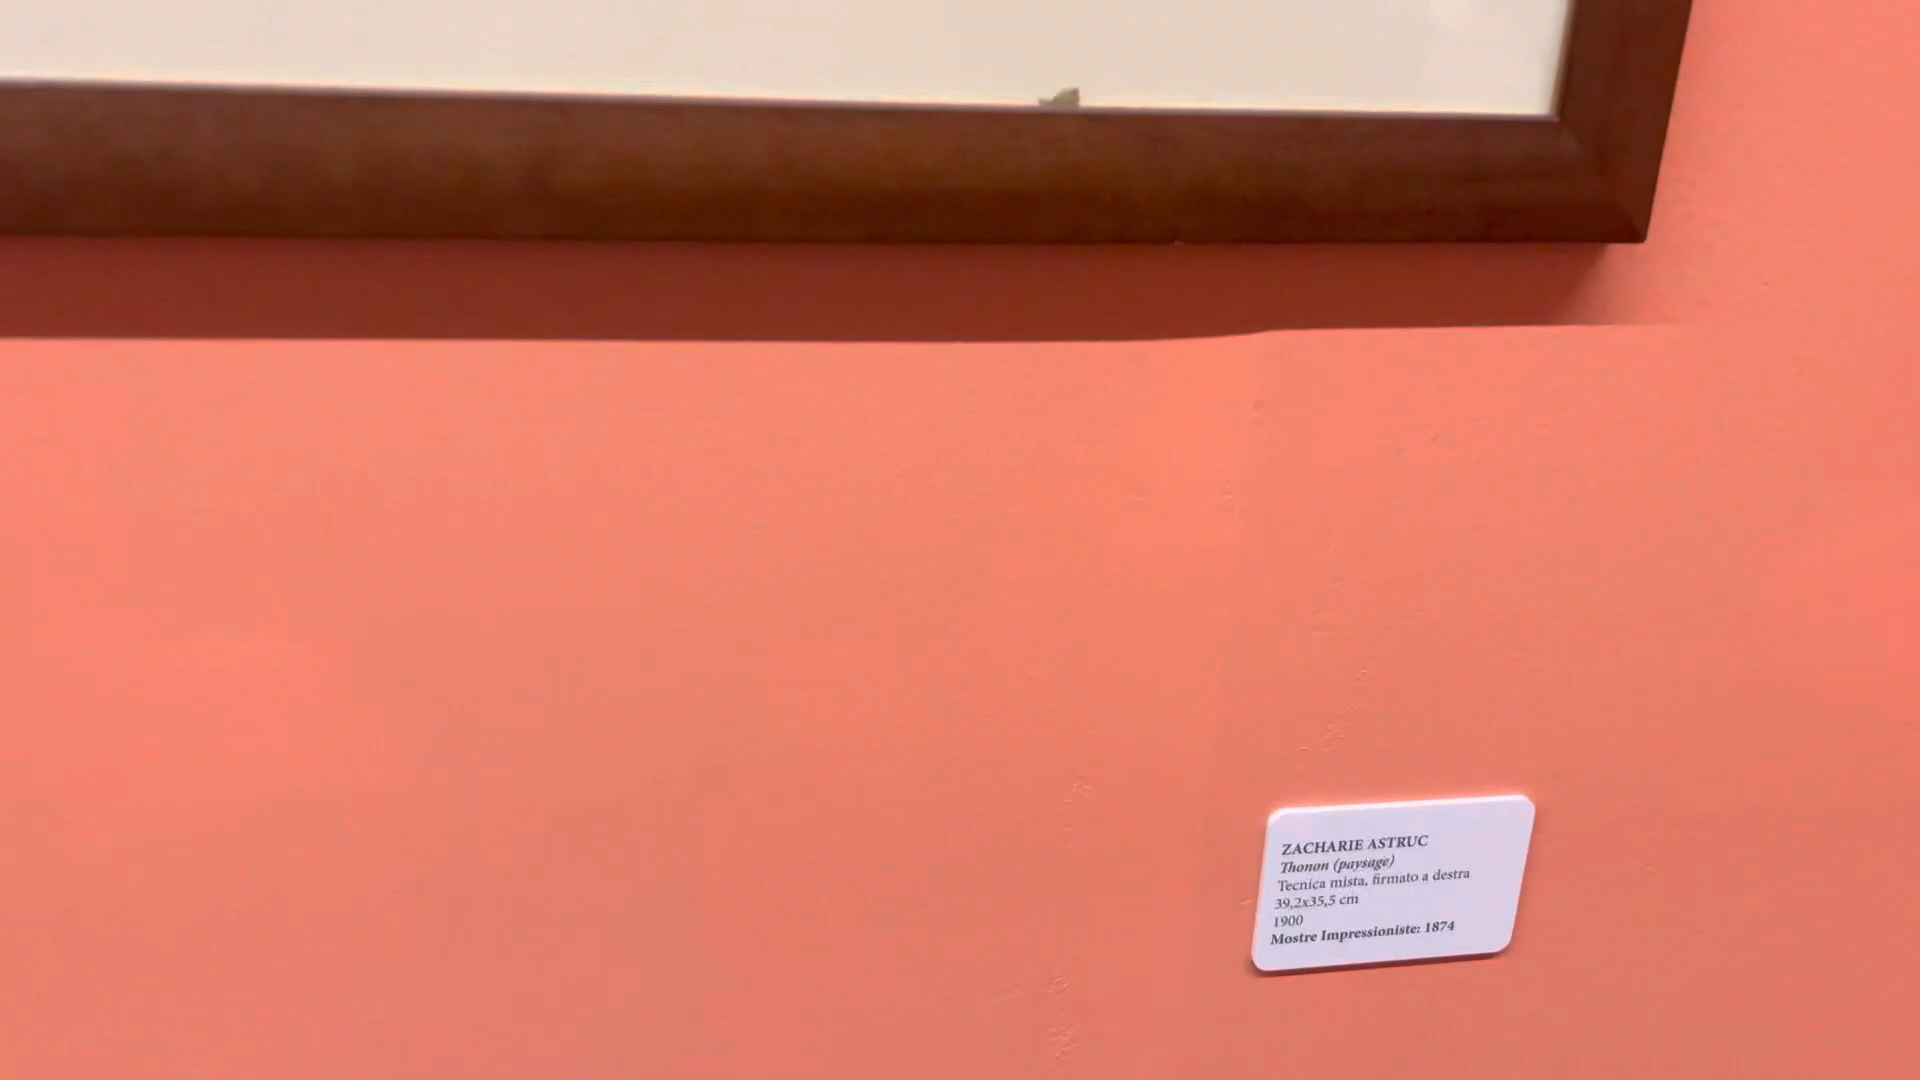 ZACHARIE ASTRUC
Thonon (paysage)
Tecnica mista, firmato a destra
39,2x35,5 cm
1900
Mostre Impressioniste: 1874